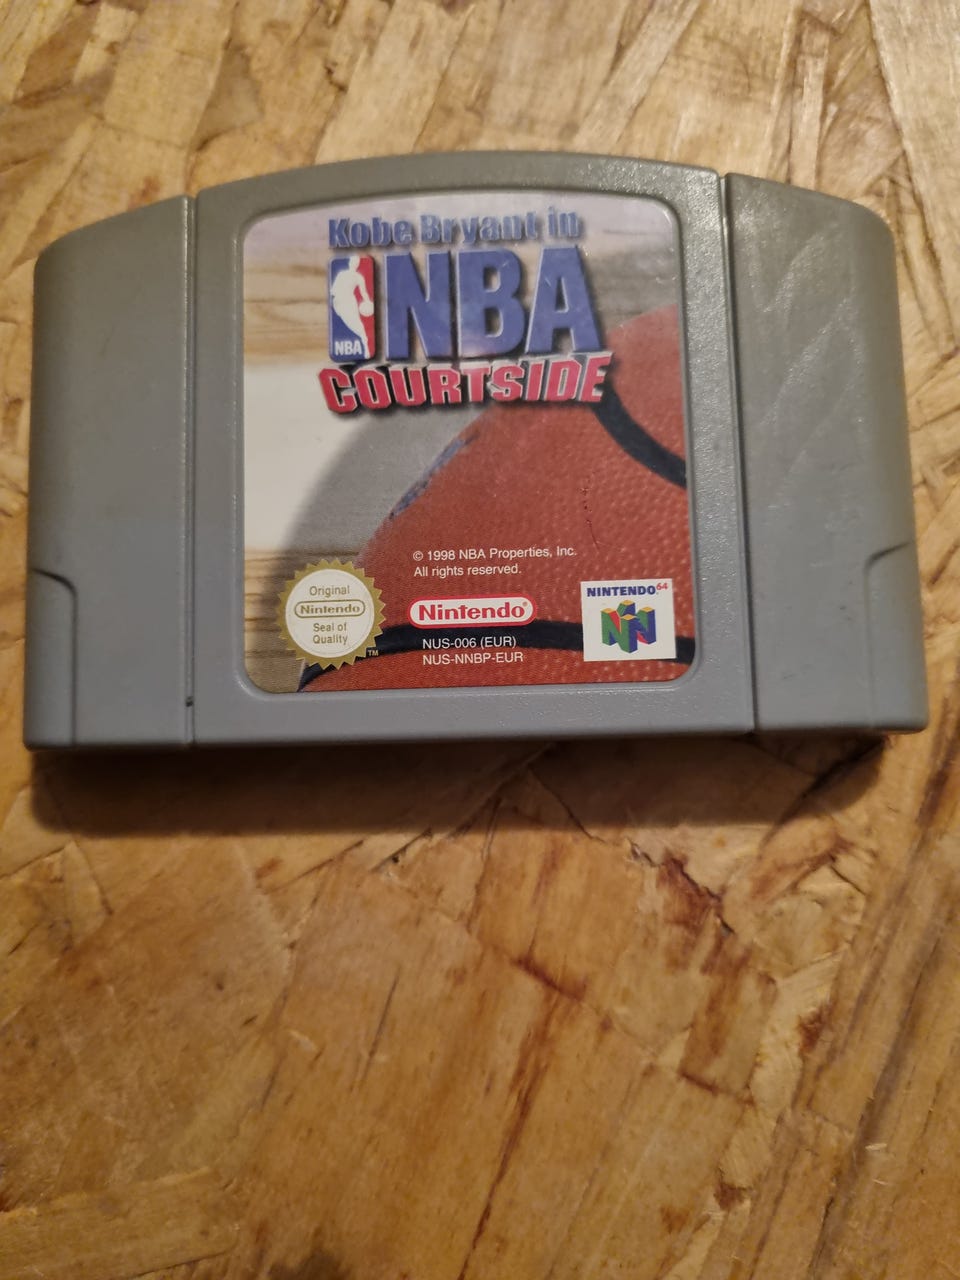 Kobe Bryant in
NBA
NBA
COURTSIDE
© 1998 NBA Properties, Inc.
All rights reserved.
Original
Nintendo
Seal of
Quality
TM
Nintendo®
NUS-006 (EUR)
NUS-NNBP-EUR
NINTENDO64